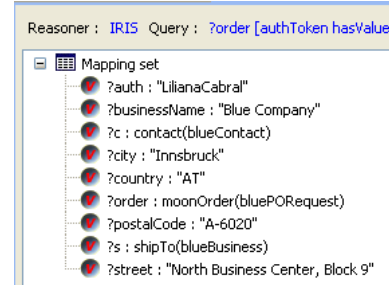 Reasoner : IRIS Query : ?order [authToken hasValue
Mapping set
?auth : "LilianaCabral"
?businessName : "Blue Company"
?c : contact(blueContact)
?city : "Innsbruck"
?country : "AT"
?order : moonOrder(bluePORequest)
?postalCode : "A-6020"
?s : shipTo(blueBusiness)
?street : "North Business Center, Block 9"